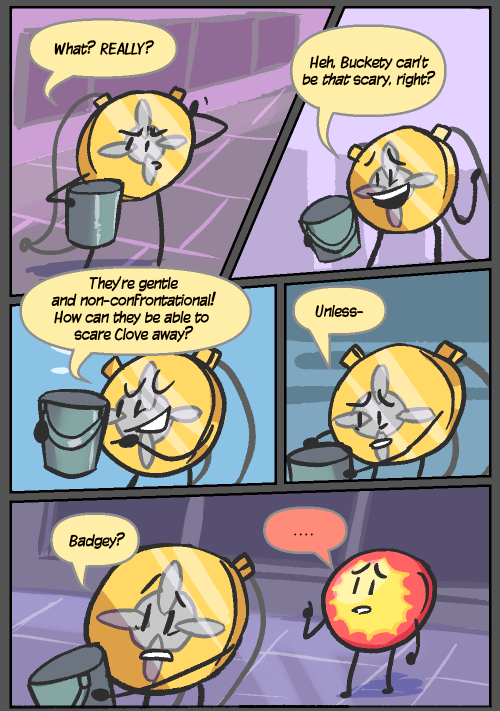 What? REALLY?
Heh, Buckety can't
be that scary, right?
They're gentle
and non-confrontational!
How can they be able to
scare Clove away?
Unless-
Badgey?
....